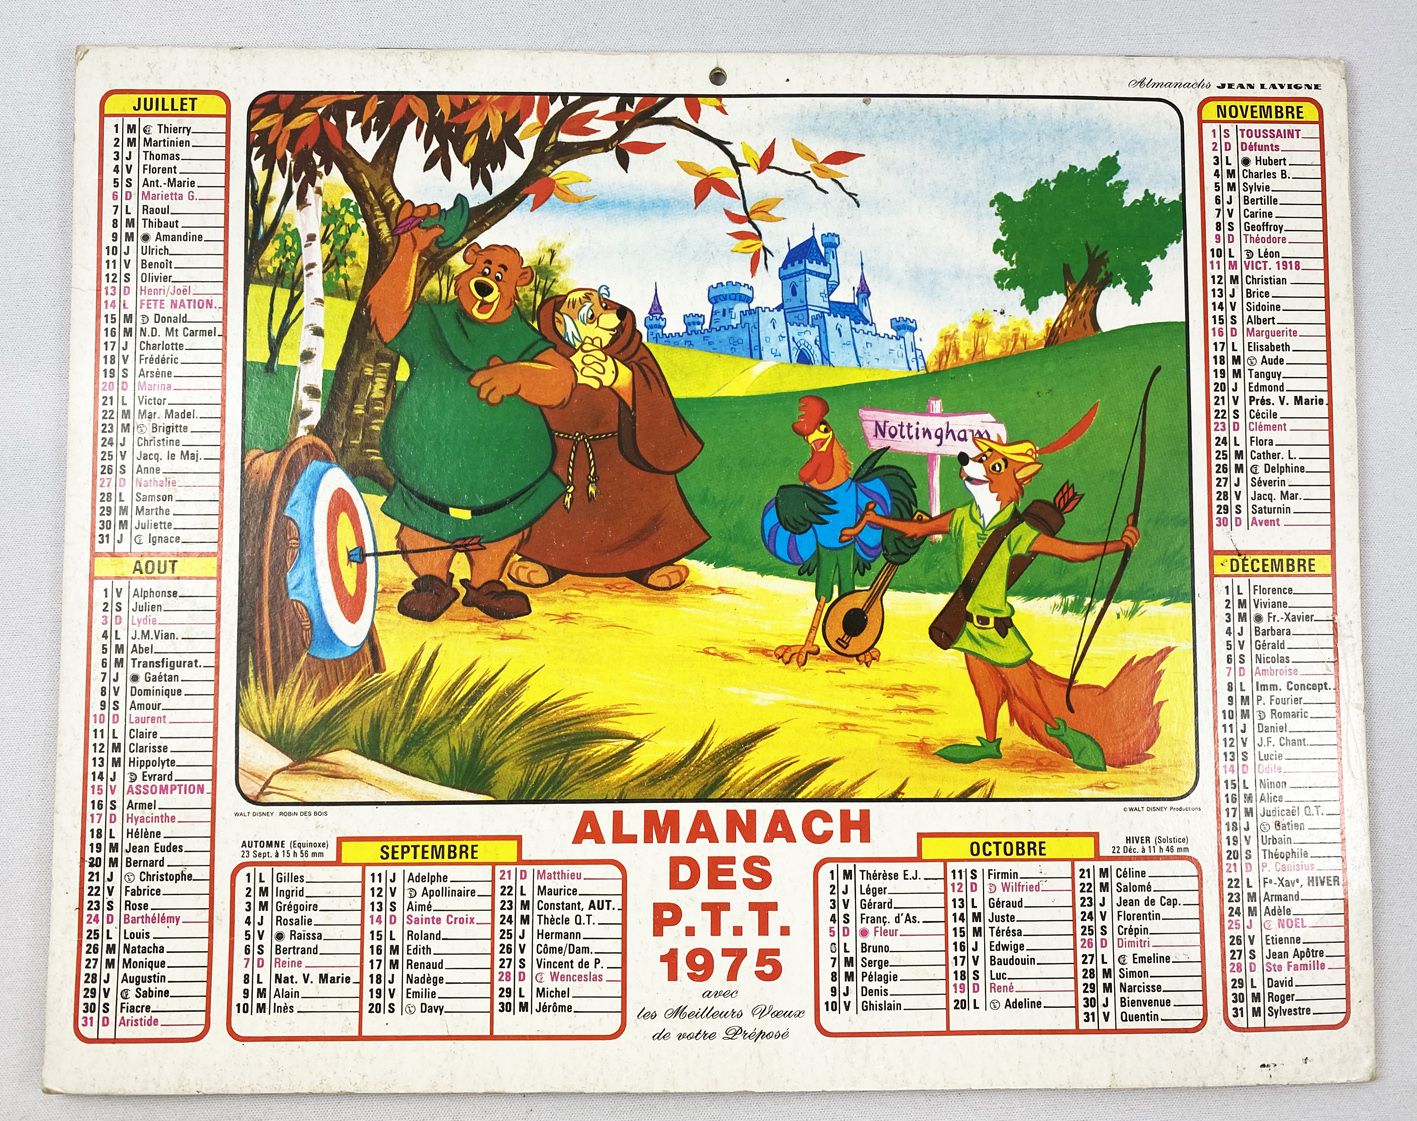 Almanachs JEAN LAVIGNE
JUILLET
1 M Thierry
2 M Martinien
3 J Thomas
4 V Florent
5 S Ant.-Marie
6 D Marietta G.
7 L Raoul
8 M Thibaut
9 M Amandine
10 J Ulrich
11 V Benoît
12 S Olivier
13 D Henri/Joël
14 L FETE NATION.
15 M Donald
16 M N.D. Mt Carmel
17 J Charlotte
18 V Frédéric
19 S Arsène
20 D Marina
21 L Victor
22 M Mar. Madel.
23 M Brigitte
24 J Christine
25 V Jacq. le Maj.
26 S Anne
27 D Nathalie
28 L Samson
29 M Marthe
30 M Juliette
31 J Ignace
AOUT
1 V Alphonse
2 S Julien
3 D Lydie
4 L J.M.Vian.
5 M Abel
6 M Transfigurat.
7 J Gaétan
8 V Dominique
9 S Amour
10 D Laurent
11 L Claire
12 M Clarisse
13 M Hippolyte
14 J Evrard
15 V ASSOMPTION
16 S Armel
17 D Hyacinthe
18 L Hélène
19 M Jean Eudes
20 M Bernard
21 J Christophe
22 V Fabrice
23 S Rose
24 D Barthélémy
25 L Louis
26 M Natacha
27 M Monique
28 J Augustin
29 V Sabine
30 S Fiacre
31 D Aristide
Nottingham
WALT DISNEY : ROBIN DES BOIS
© WALT DISNEY Productions
ALMANACH
DES
P.T.T.
1975
avec
les Meilleurs Vœux
de votre Préposé
AUTOMNE (Equinoxe)
23 Sept. à 15 h 56 mm
SEPTEMBRE
1 L Gilles
2 M Ingrid
3 M Grégoire
4 J Rosalie
5 V Raissa
6 S Bertrand
7 D Reine
8 L Nat. V. Marie
9 M Alain
10 M Inès
11 J Adelphe
12 V Apollinaire
13 S Aimé
14 D Sainte Croix
15 L Roland
16 M Edith
17 M Renaud
18 J Nadège
19 V Emilie
20 S Davy
21 D Matthieu
22 L Maurice
23 M Constant, AUT.
24 M Thècle Q.T.
25 J Hermann
26 V Côme/Dam.
27 S Vincent de P.
28 D Wenceslas
29 L Michel
30 M Jérôme
OCTOBRE
HIVER (Solstice)
22 Déc. à 11 h 46 mm
1 M Thérèse E.J.
2 J Léger
3 V Gérard
4 S Franç. d'As.
5 D Fleur
6 L Bruno
7 M Serge
8 M Pélagie
9 J Denis
10 V Ghislain
11 S Firmin
12 D Wilfried
13 L Géraud
14 M Juste
15 M Térésa
16 J Edwige
17 V Baudouin
18 S Luc
19 D René
20 L Adeline
21 M Céline
22 M Salomé
23 J Jean de Cap.
24 V Florentin
25 S Crépin
26 D Dimitri
27 L Emeline
28 M Simon
29 M Narcisse
30 J Bienvenue
31 V Quentin
NOVEMBRE
1 S TOUSSAINT
2 D Défunts
3 L Hubert
4 M Charles B.
5 M Sylvie
6 J Bertille
7 V Carine
8 S Geoffroy
9 D Théodore
10 L Léon
11 M VICT. 1918
12 M Christian
13 J Brice
14 V Sidoine
15 S Albert
16 D Marguerite
17 L Elisabeth
18 M Aude
19 M Tanguy
20 J Edmond
21 V Prés. V. Marie
22 S Cécile
23 D Clément
24 L Flora
25 M Cather. L.
26 M Delphine
27 J Séverin
28 V Jacq. Mar.
29 S Saturnin
30 D Avent
DÉCEMBRE
1 L Florence
2 M Viviane
3 M Fr.-Xavier
4 J Barbara
5 V Gérald
6 S Nicolas
7 D Ambroise
8 L Imm. Concept.
9 M P. Fourier
10 M Romaric
11 J Daniel
12 V J.F. Chant.
13 S Lucie
14 D Odile
15 L Ninon
16 M Alice
17 M Judicaël Q.T.
18 J Gatien
19 V Urbain
20 S Théophile
21 D P. Canisius
22 L Fse-Xave, HIVER
23 M Armand
24 M Adèle
25 J NOËL
26 V Etienne
27 S Jean Apôtre
28 D Ste Famille
29 L David
30 M Roger
31 M Sylvestre